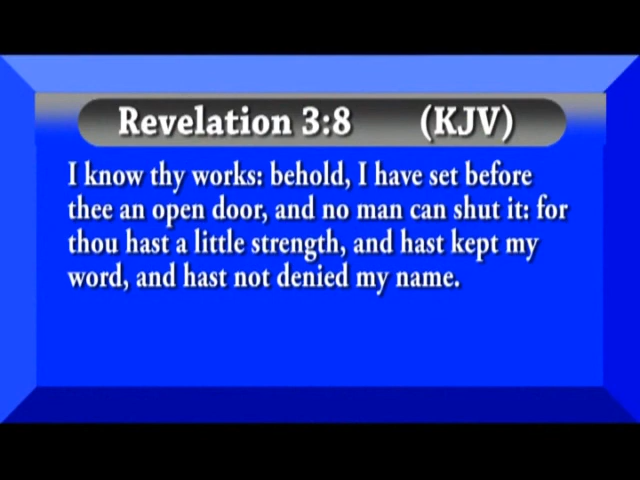 Revelation 3:8 (KJV)
I know thy works: behold, I have set before
thee an open door, and no man can shut it: for
thou hast a little strength, and hast kept my
word, and hast not denied my name.